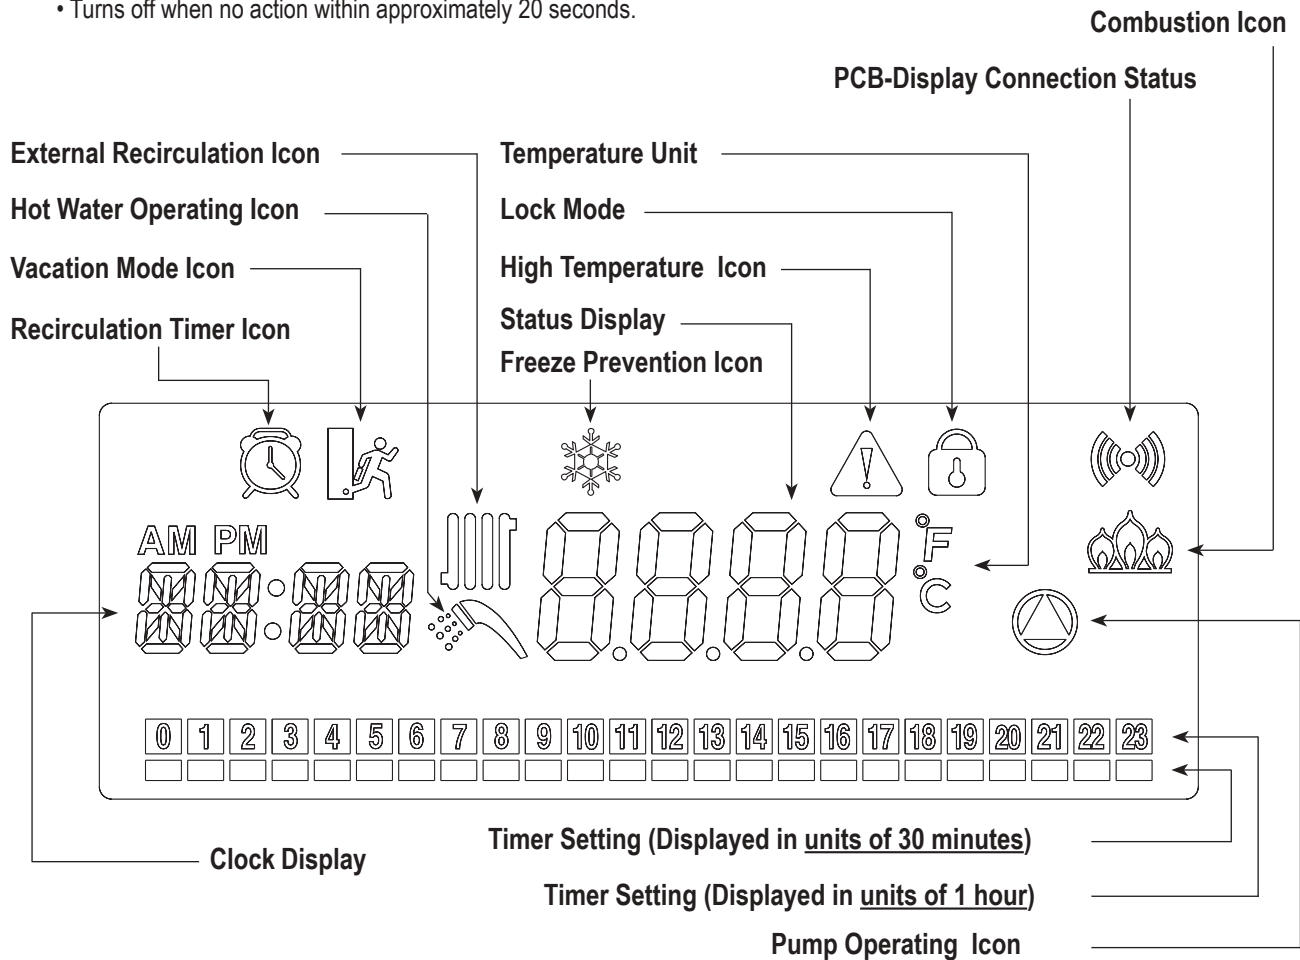 • Turns off when no action within approximately 20 seconds.
Combustion Icon
PCB-Display Connection Status
External Recirculation Icon
Temperature Unit
Hot Water Operating Icon
Lock Mode
Vacation Mode Icon
High Temperature Icon
Recirculation Timer Icon
Status Display
Freeze Prevention Icon
AM PM
°F
°C
0 1 2 3 4 5 6 7 8 9 10 11 12 13 14 15 16 17 18 19 20 21 22 23
Timer Setting (Displayed in units of 30 minutes)
Clock Display
Timer Setting (Displayed in units of 1 hour)
Pump Operating Icon